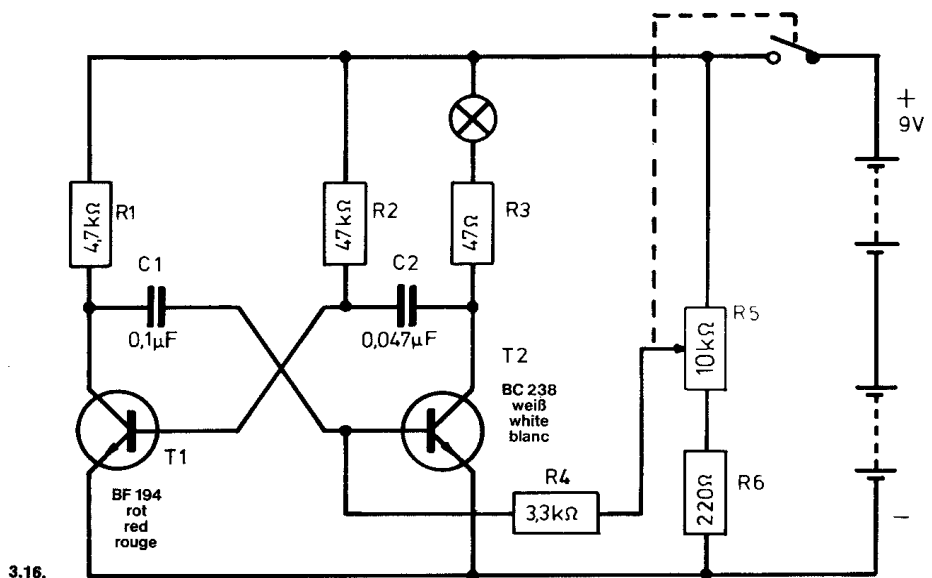 +
9V
4,7kΩ
R1
47kΩ
R2
47Ω
R3
C1
0,1µF
C2
0,047µF
10kΩ
R5
T2
BC 238
weiß
white
blanc
T1
BF 194
rot
red
rouge
R4
3,3kΩ
220Ω
R6
–
3.16.